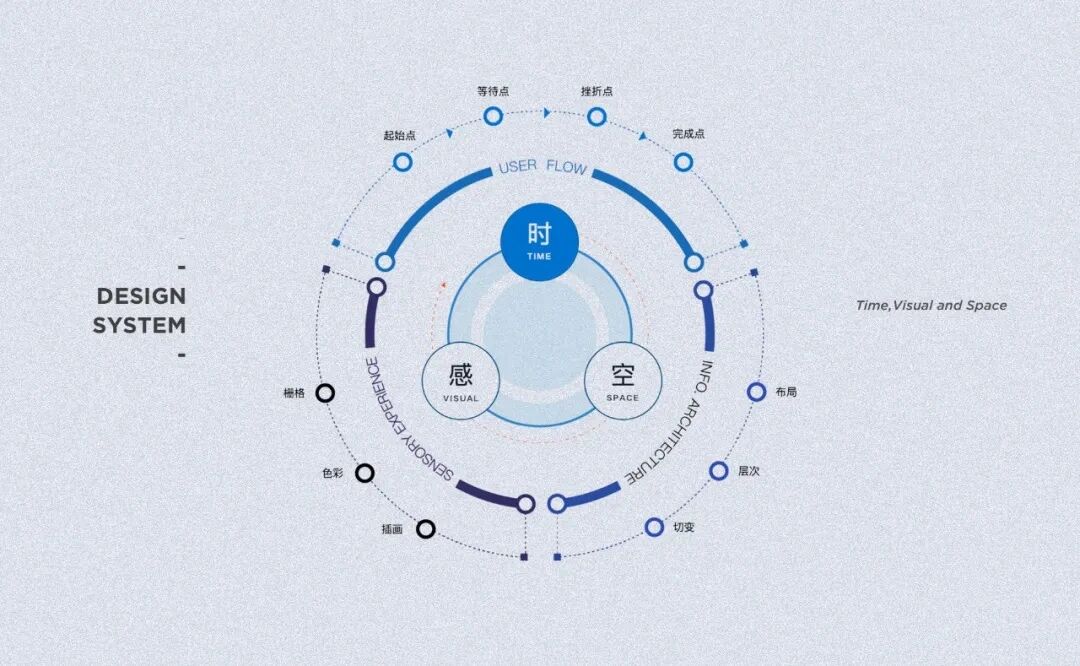 等待点
挫折点
起始点
完成点
USER FLOW
时
TIME
-
DESIGN
SYSTEM
-
Time,Visual and Space
感
VISUAL
空
SPACE
SENSORY EXPERIENCE
INFO. ARCHITECTURE
栅格
布局
色彩
层次
插画
切变